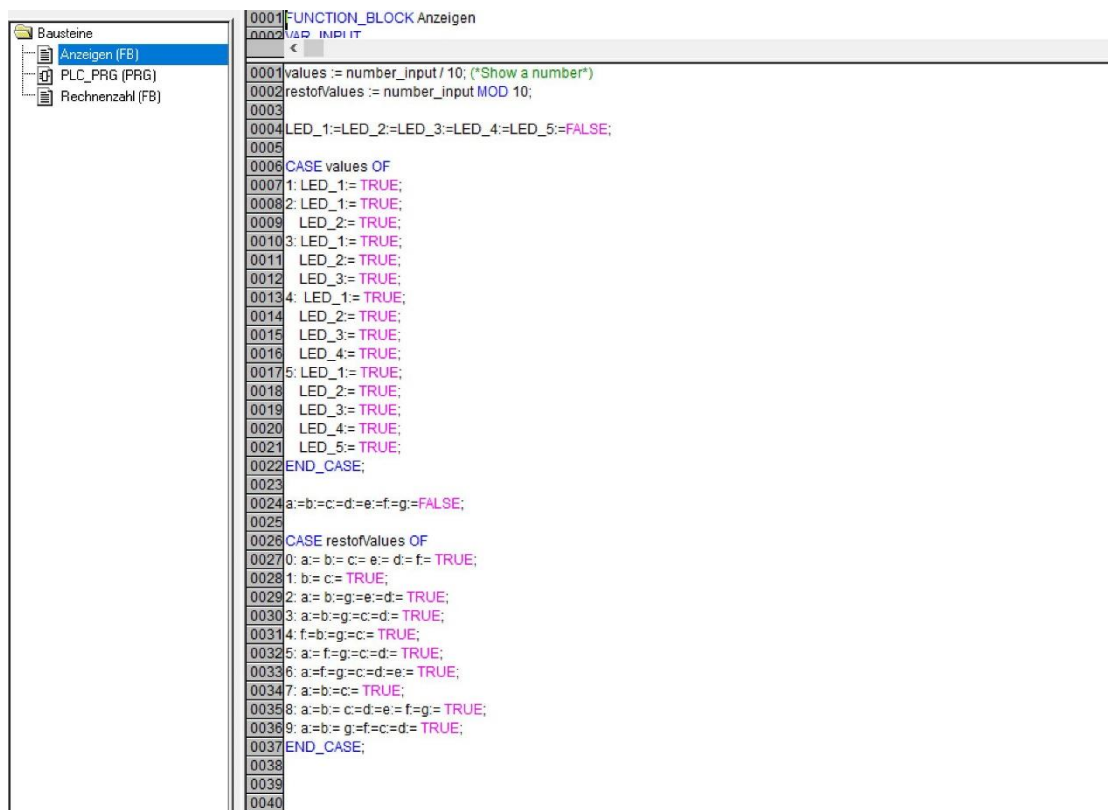 Bausteine
Anzeigen (FB)
PLC_PRG (PRG)
Rechnenzahl (FB)
0001 FUNCTION_BLOCK Anzeigen
0002 VAR_INPUT
0001 values := number_input / 10; (*Show a number*)
0002 restofValues := number_input MOD 10;
0003
0004 LED_1:=LED_2:=LED_3:=LED_4:=LED_5:=FALSE;
0005
0006 CASE values OF
0007 1: LED_1:= TRUE;
0008 2: LED_1:= TRUE;
0009 LED_2:= TRUE;
0010 3: LED_1:= TRUE;
0011 LED_2:= TRUE;
0012 LED_3:= TRUE;
0013 4: LED_1:= TRUE;
0014 LED_2:= TRUE;
0015 LED_3:= TRUE;
0016 LED_4:= TRUE;
0017 5: LED_1:= TRUE;
0018 LED_2:= TRUE;
0019 LED_3:= TRUE;
0020 LED_4:= TRUE;
0021 LED_5:= TRUE;
0022 END_CASE;
0023
0024 a:=b:=c:=d:=e:=f:=g:=FALSE;
0025
0026 CASE restofValues OF
0027 0: a:= b:= c:= e:= d:= f:= TRUE;
0028 1: b:= c:= TRUE;
0029 2: a:= b:=g:=e:=d:= TRUE;
0030 3: a:=b:=g:=c:=d:= TRUE;
0031 4: f:=b:=g:=c:= TRUE;
0032 5: a:= f:=g:=c:=d:= TRUE;
0033 6: a:=f:=g:=c:=d:=e:= TRUE;
0034 7: a:=b:=c:= TRUE;
0035 8: a:=b:= c:=d:=e:= f:=g:= TRUE;
0036 9: a:=b:= g:=f:=c:=d:= TRUE;
0037 END_CASE;
0038
0039
0040